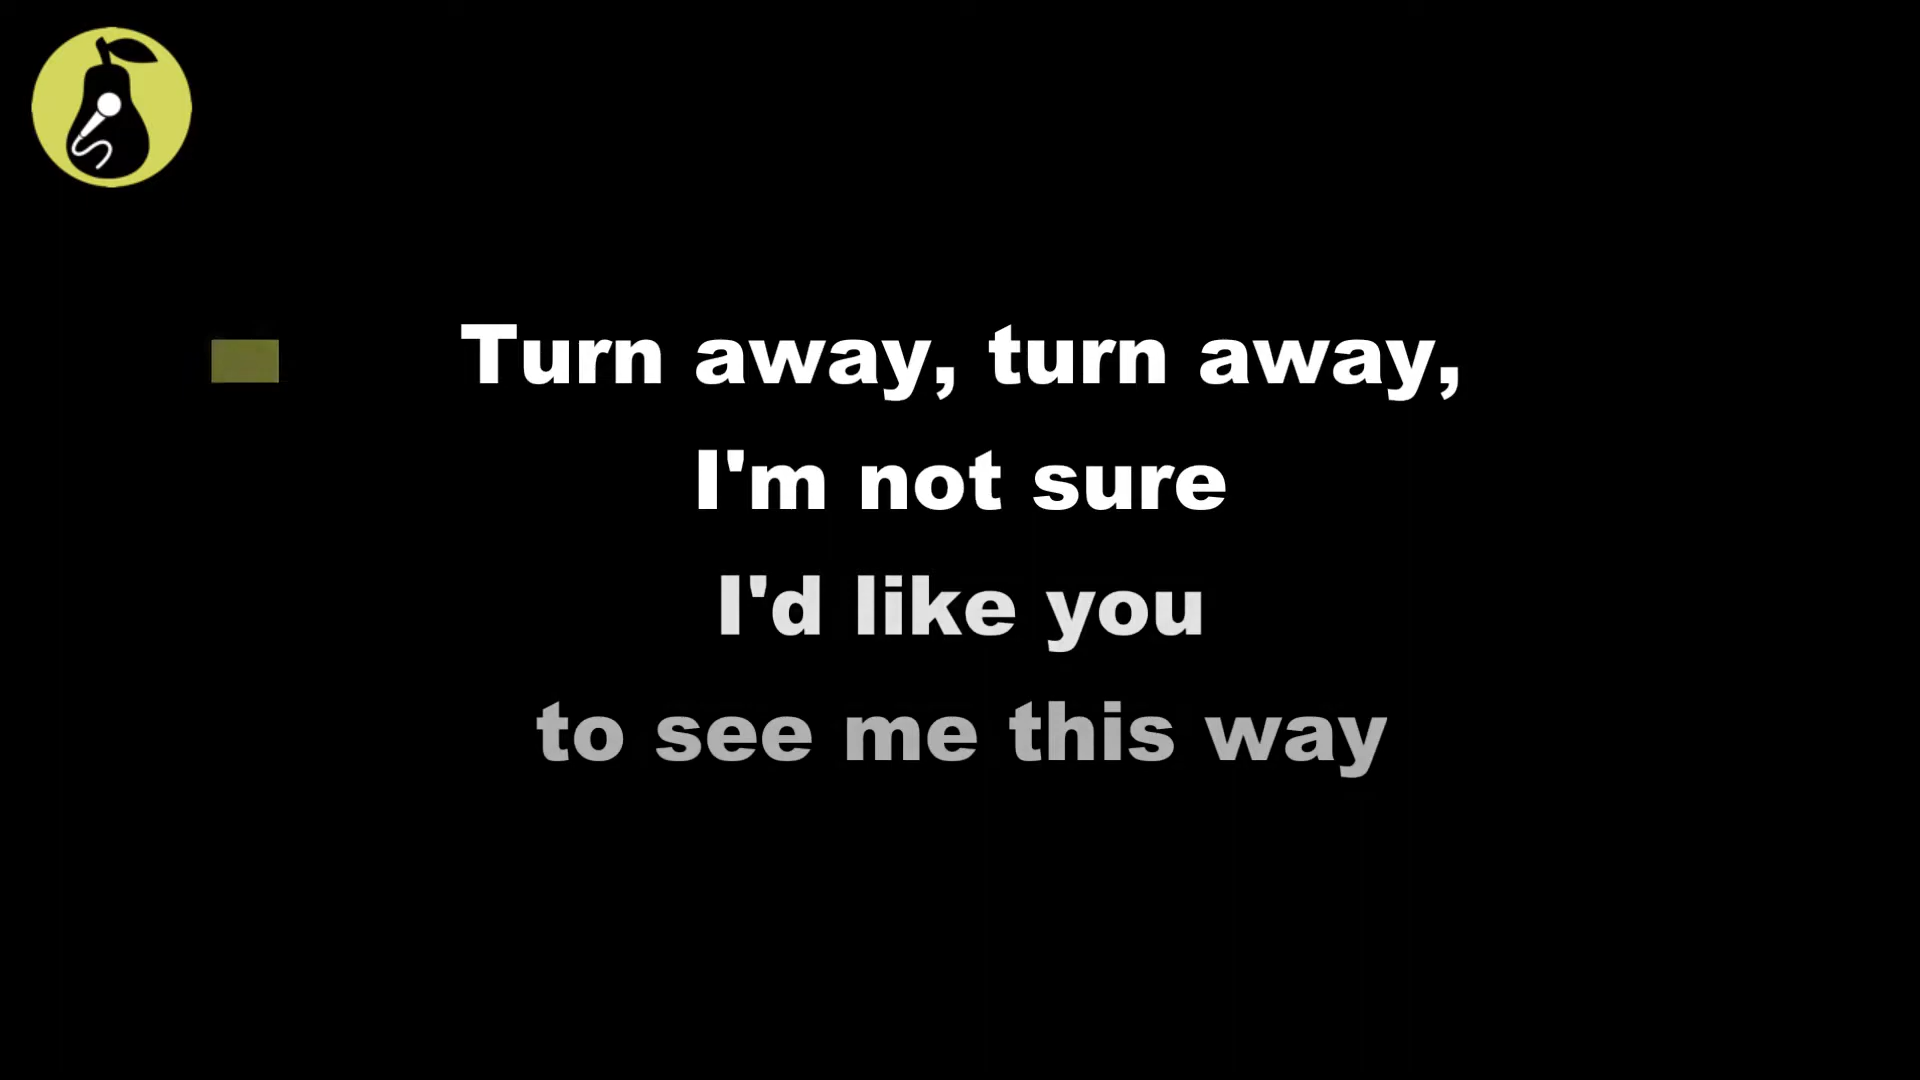 Turn away, turn away,
I'm not sure
I'd like you
to see me this way